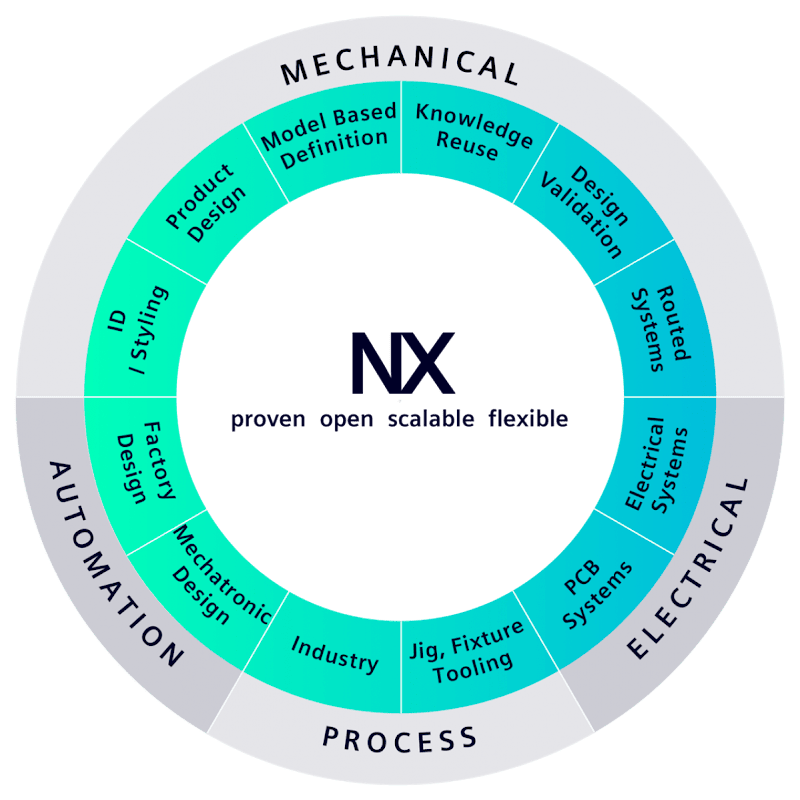 MECHANICAL
Model Based
Definition
Knowledge
Reuse
Design
Validation
Routed
Systems
Electrical
Systems
PCB
Systems
Jig, Fixture
Tooling
Industry
Mechatronic
Design
Factory
Design
ID
/ Styling
Product
Design
NX
proven open scalable flexible
ELECTRICAL
PROCESS
AUTOMATION